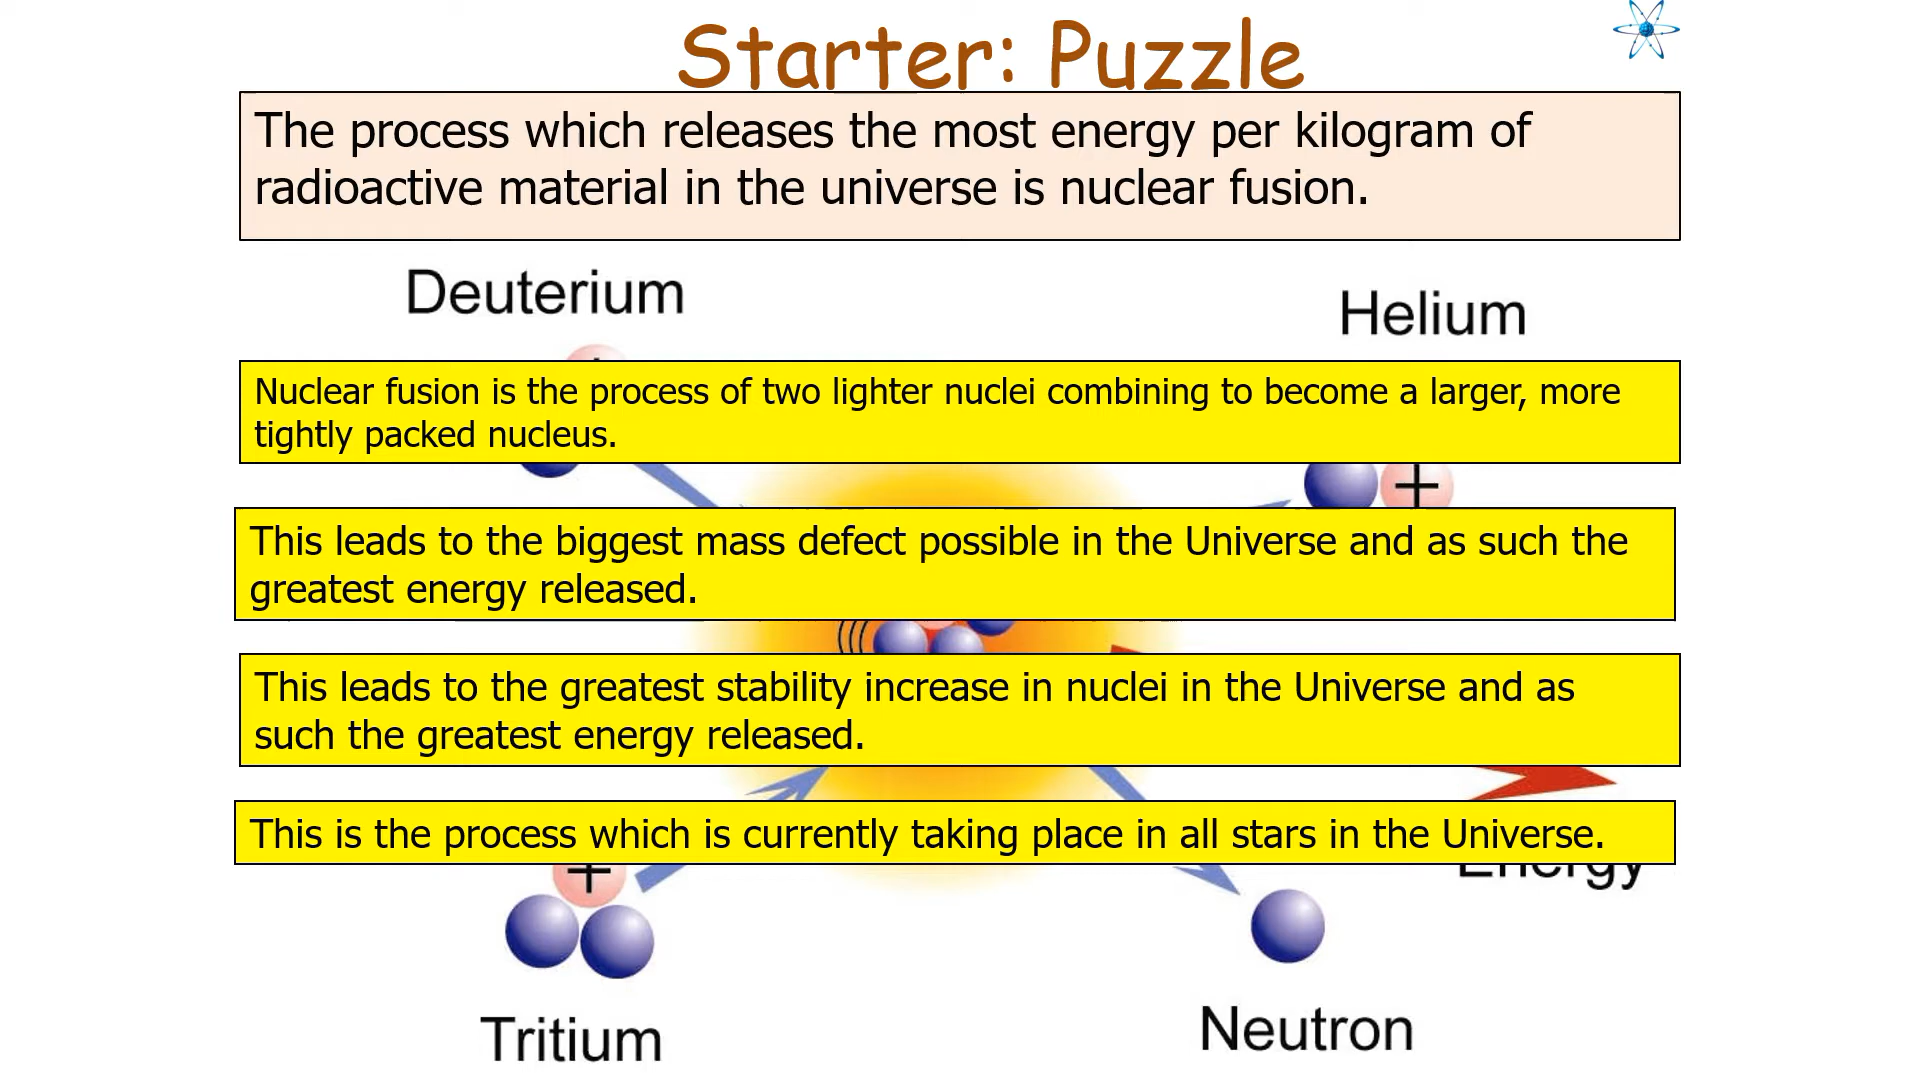 Starter: Puzzle
The process which releases the most energy per kilogram of
radioactive material in the universe is nuclear fusion.
Deuterium
Helium
Nuclear fusion is the process of two lighter nuclei combining to become a larger, more
tightly packed nucleus.
+
This leads to the biggest mass defect possible in the Universe and as such the
greatest energy released.
This leads to the greatest stability increase in nuclei in the Universe and as
such the greatest energy released.
This is the process which is currently taking place in all stars in the Universe.
Energy
+
Neutron
Tritium